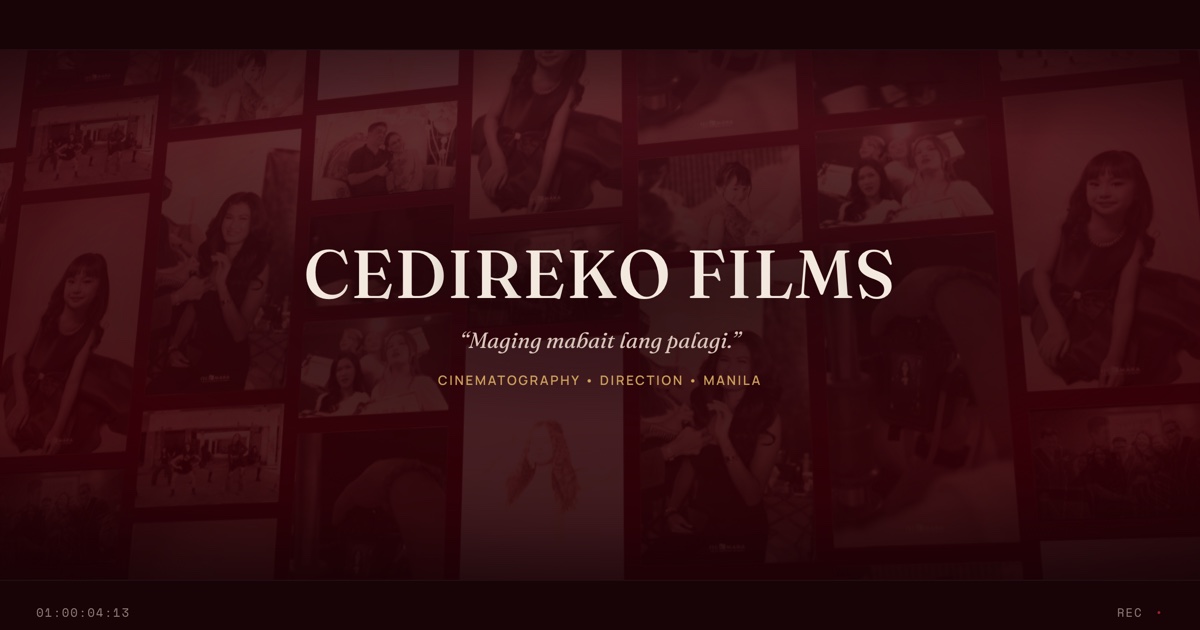 CEDIREKO FILMS
“Maging mabait lang palagi.”
CINEMATOGRAPHY • DIRECTION • MANILA
01:00:04:13
REC